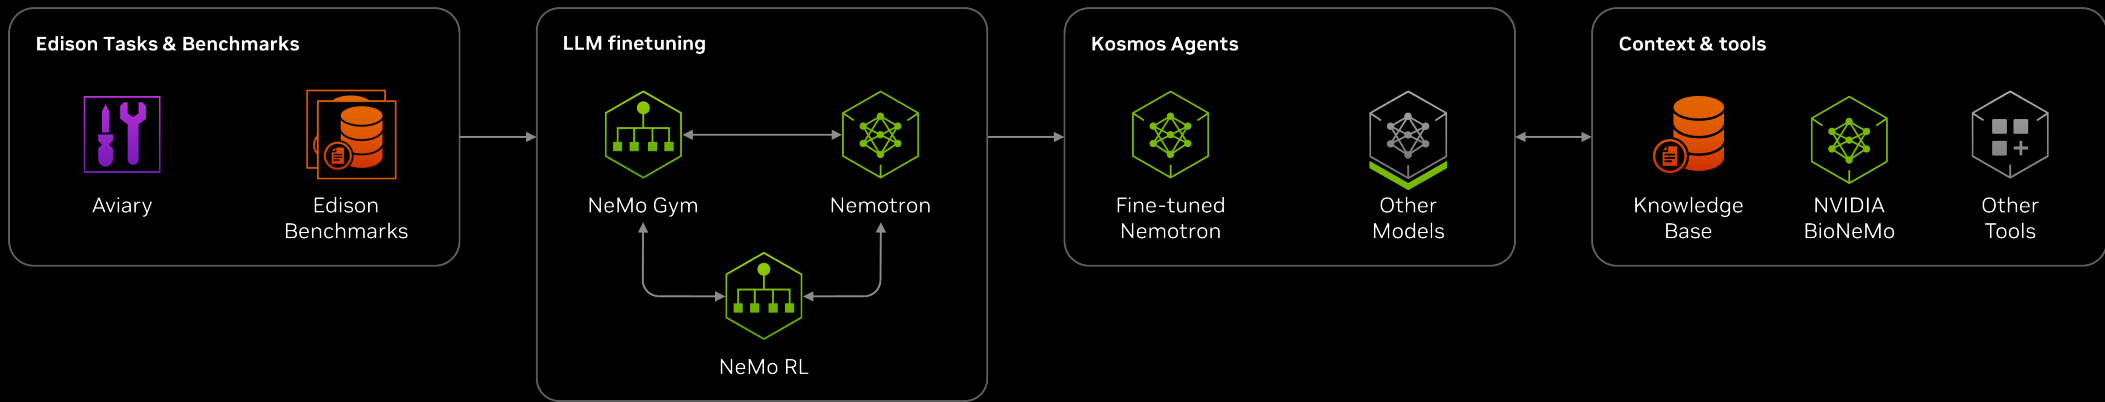 Edison Tasks & Benchmarks
Aviary
Edison
Benchmarks
LLM finetuning
NeMo Gym
Nemotron
NeMo RL
Kosmos Agents
Fine-tuned
Nemotron
Other
Models
Context & tools
Knowledge
Base
NVIDIA
BioNeMo
Other
Tools